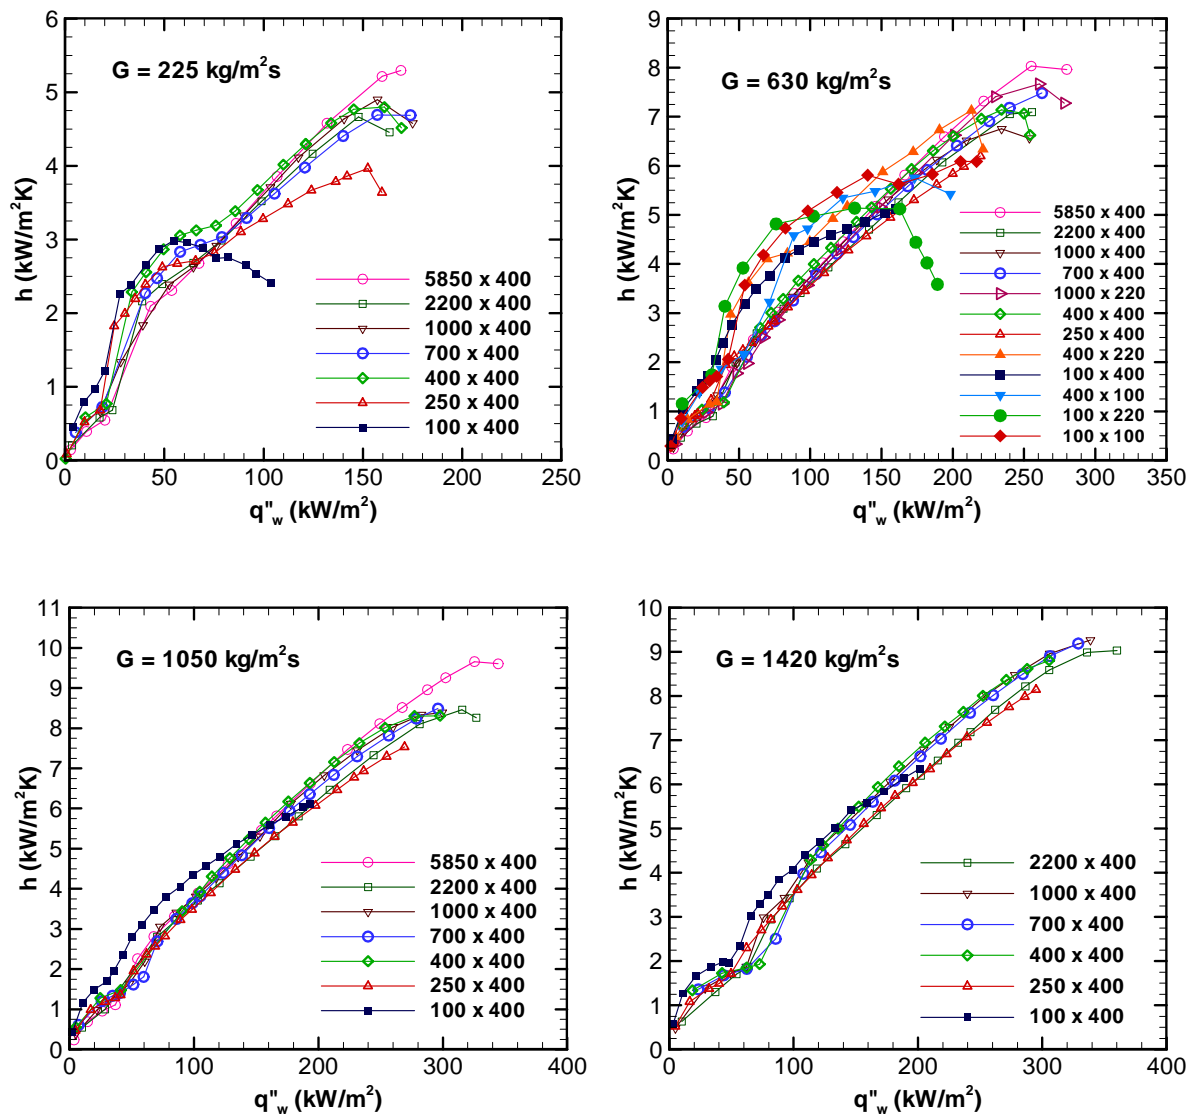 G = 225 kg/m²s
h (kW/m²K)
6
5
4
3
2
1
0
5850 x 400
2200 x 400
1000 x 400
700 x 400
400 x 400
250 x 400
100 x 400
0 50 100 150 200 250
q"w (kW/m²)
G = 630 kg/m²s
h (kW/m²K)
9
8
7
6
5
4
3
2
1
0
5850 x 400
2200 x 400
1000 x 400
700 x 400
1000 x 220
400 x 400
250 x 400
400 x 220
100 x 400
400 x 100
100 x 220
100 x 100
0 50 100 150 200 250 300 350
q"w (kW/m²)
G = 1050 kg/m²s
h (kW/m²K)
11
10
9
8
7
6
5
4
3
2
1
0
5850 x 400
2200 x 400
1000 x 400
700 x 400
400 x 400
250 x 400
100 x 400
0 100 200 300 400
q"w (kW/m²)
G = 1420 kg/m²s
h (kW/m²K)
10
9
8
7
6
5
4
3
2
1
0
2200 x 400
1000 x 400
700 x 400
400 x 400
250 x 400
100 x 400
0 100 200 300 400
q"w (kW/m²)